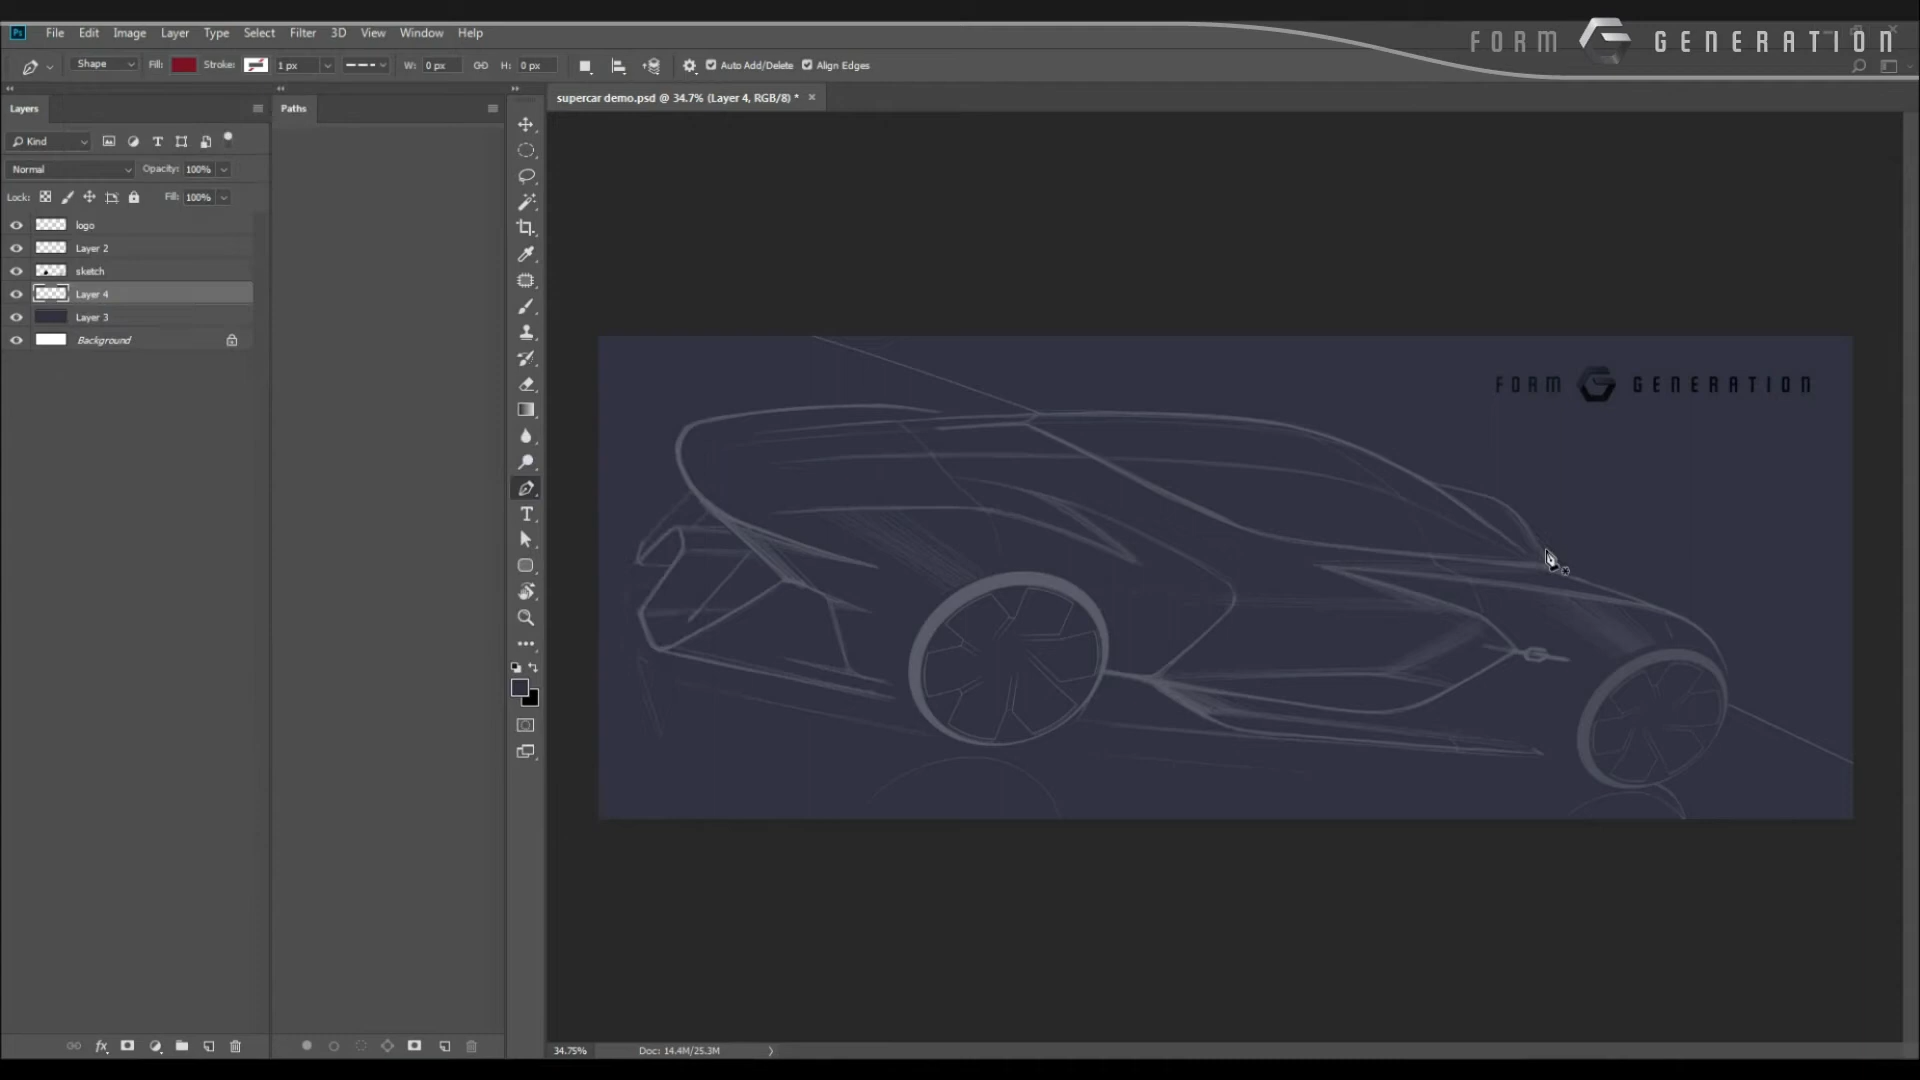 Ps File Edit Image Layer Type Select Filter 3D View Window Help
FORM GENERATION
Shape Fill: Stroke: 1 px W: 0 px H: 0 px Auto Add/Delete Align Edges
Layers Paths
supercar demo.psd @ 34.7% (Layer 4, RGB/8) *
Kind
Normal Opacity: 100%
Lock: Fill: 100%
logo
Layer 2
sketch
Layer 4
Layer 3
Background
FORM GENERATION
34.75% Doc: 14.4M/25.3M